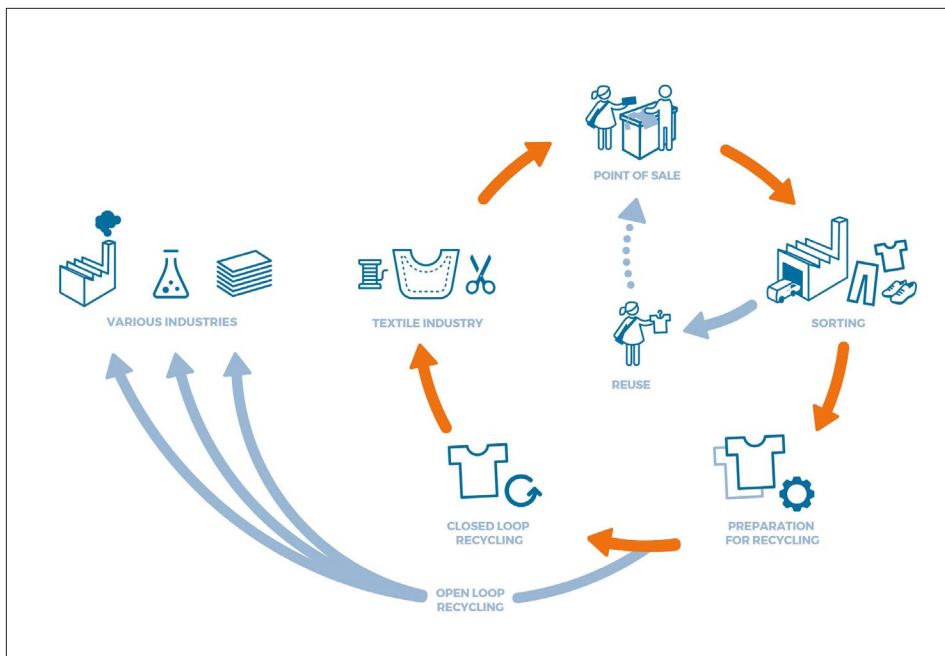 POINT OF SALE
VARIOUS INDUSTRIES
TEXTILE INDUSTRY
SORTING
REUSE
CLOSED LOOP
RECYCLING
PREPARATION
FOR RECYCLING
OPEN LOOP
RECYCLING